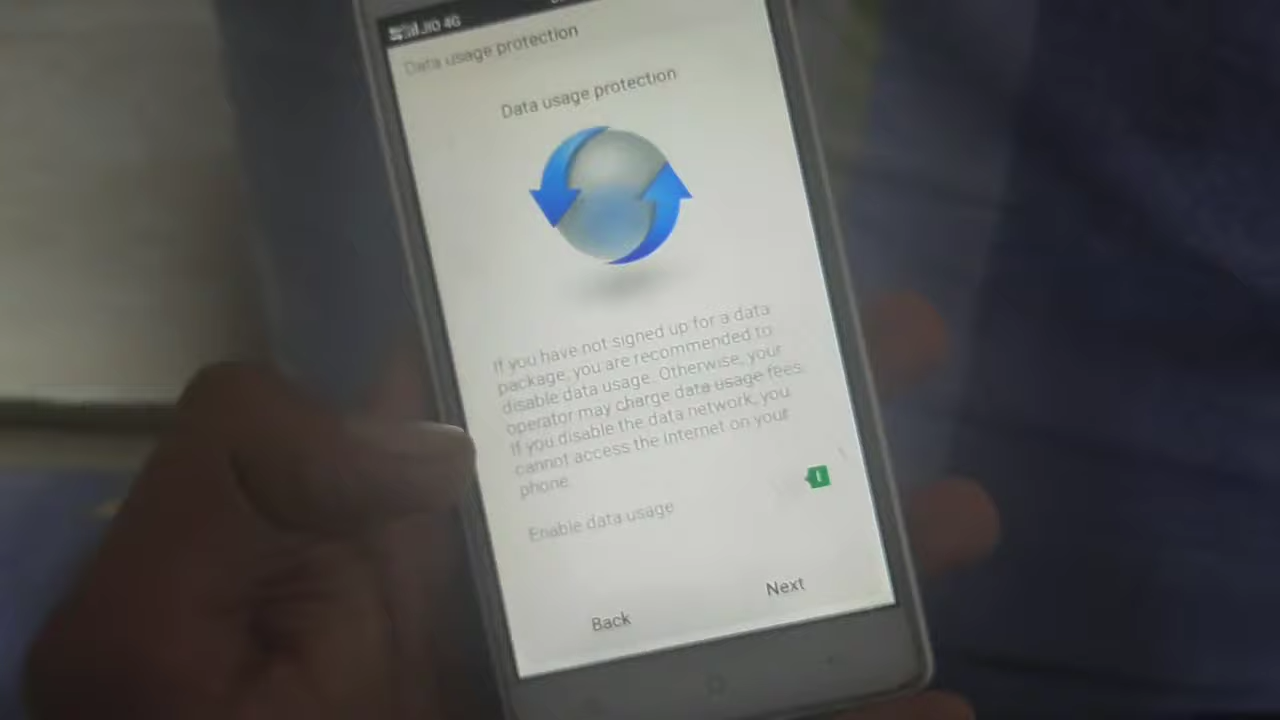 JIO 4G
Data usage protection
Data usage protection
If you have not signed up for a data
package, you are recommended to
disable data usage. Otherwise, your
operator may charge data usage fees.
If you disable the data network, you
cannot access the Internet on your
phone.
Enable data usage
Back
Next